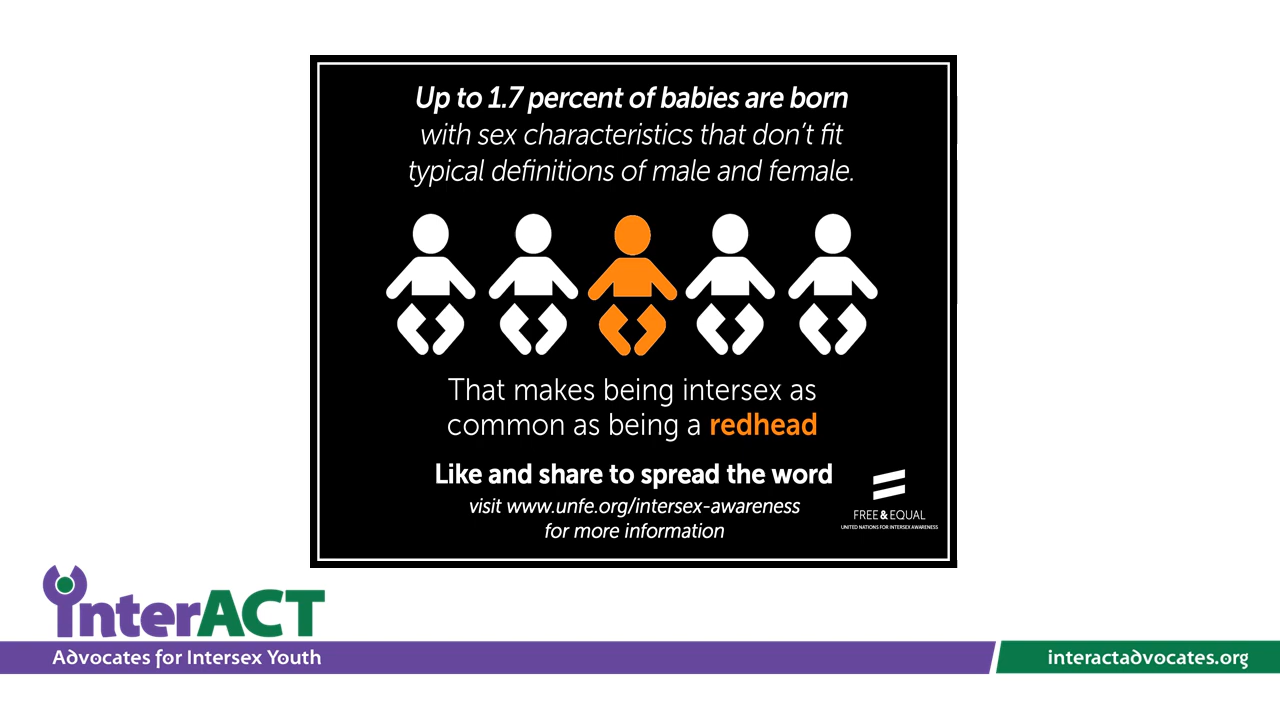 Up to 1.7 percent of babies are born
with sex characteristics that don't fit
typical definitions of male and female.
That makes being intersex as
common as being a redhead
Like and share to spread the word
visit www.unfe.org/intersex-awareness
for more information
FREE & EQUAL
UNITED NATIONS FOR INTERSEX AWARENESS
interACT
Advocates for Intersex Youth
interactadvocates.org